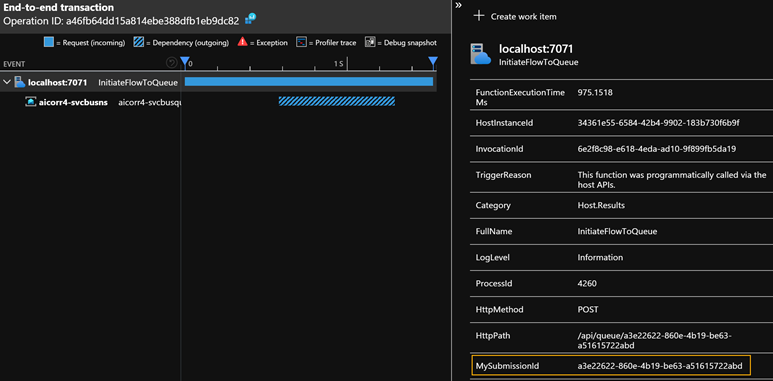 End-to-end transaction
Operation ID: a46fb64dd15a814ebe388dfb1eb9dc82
= Request (incoming) = Dependency (outgoing) = Exception = Profiler trace = Debug snapshot
EVENT 0 1 S
localhost:7071 InitiateFlowToQueue
aicorr4-svcbusns aicorr4-svcbusqu
»
Create work item
localhost:7071
InitiateFlowToQueue
FunctionExecutionTime
Ms 975.1518
HostInstanceId 34361e55-6584-42b4-9902-183b730f6b9f
InvocationId 6e2f8c98-e618-4eda-ad10-9f899fb5da19
TriggerReason This function was programmatically called via the
host APIs.
Category Host.Results
FullName InitiateFlowToQueue
LogLevel Information
ProcessId 4260
HttpMethod POST
HttpPath /api/queue/a3e22622-860e-4b19-be63-
a51615722abd
MySubmissionId a3e22622-860e-4b19-be63-a51615722abd